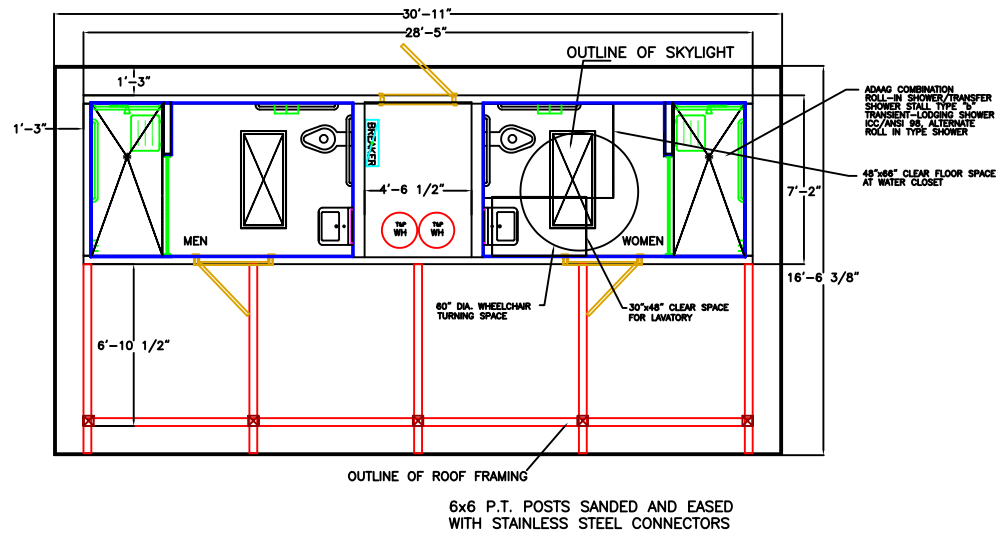 30'-11"
28'-5"
OUTLINE OF SKYLIGHT
1'-3"
1'-3"
ADAAG COMBINATION
ROLL-IN SHOWER/TRANSFER
SHOWER STALL TYPE "b"
TRANSIENT-LODGING SHOWER
ICC/ANSI 98, ALTERNATE
ROLL IN TYPE SHOWER
BREAKER
48"x66" CLEAR FLOOR SPACE
AT WATER CLOSET
4'-6 1/2"
7'-2"
T&P
WH
T&P
WH
MEN
WOMEN
16'-6 3/8"
60" DIA. WHEELCHAIR
TURNING SPACE
30"x48" CLEAR SPACE
FOR LAVATORY
6'-10 1/2"
OUTLINE OF ROOF FRAMING
6x6 P.T. POSTS SANDED AND EASED
WITH STAINLESS STEEL CONNECTORS